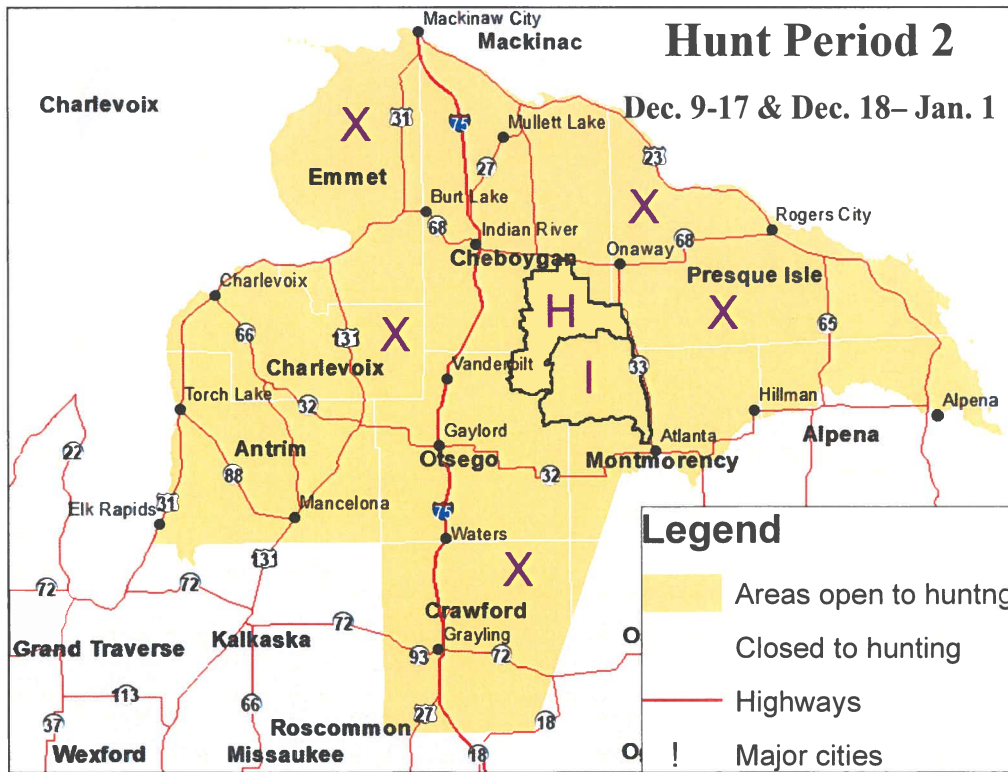 Mackinaw City
Mackinac
Hunt Period 2
Dec. 9-17 & Dec. 18– Jan. 1
Charlevoix
X
31
75
Mullett Lake
23
27
Emmet
X
Burt Lake
68
Rogers City
Indian River
68
Onaway
Cheboygan
Presque Isle
Charlevoix
H
X
X
65
66
131
Charlevoix
Vanderbilt
I
33
Torch Lake
32
Hillman
Alpena
Gaylord
Alpena
22
Antrim
Otsego
Atlanta
Montmorency
88
32
31
Elk Rapids
Mancelona
75
Waters
Legend
131
X
72
72
Areas open to huntng
Crawford
72
Kalkaska
Grand Traverse
Grayling
O
Closed to hunting
93
72
113
66
Highways
37
27
Roscommon
18
Wexford
Missaukee
18
O
! Major cities